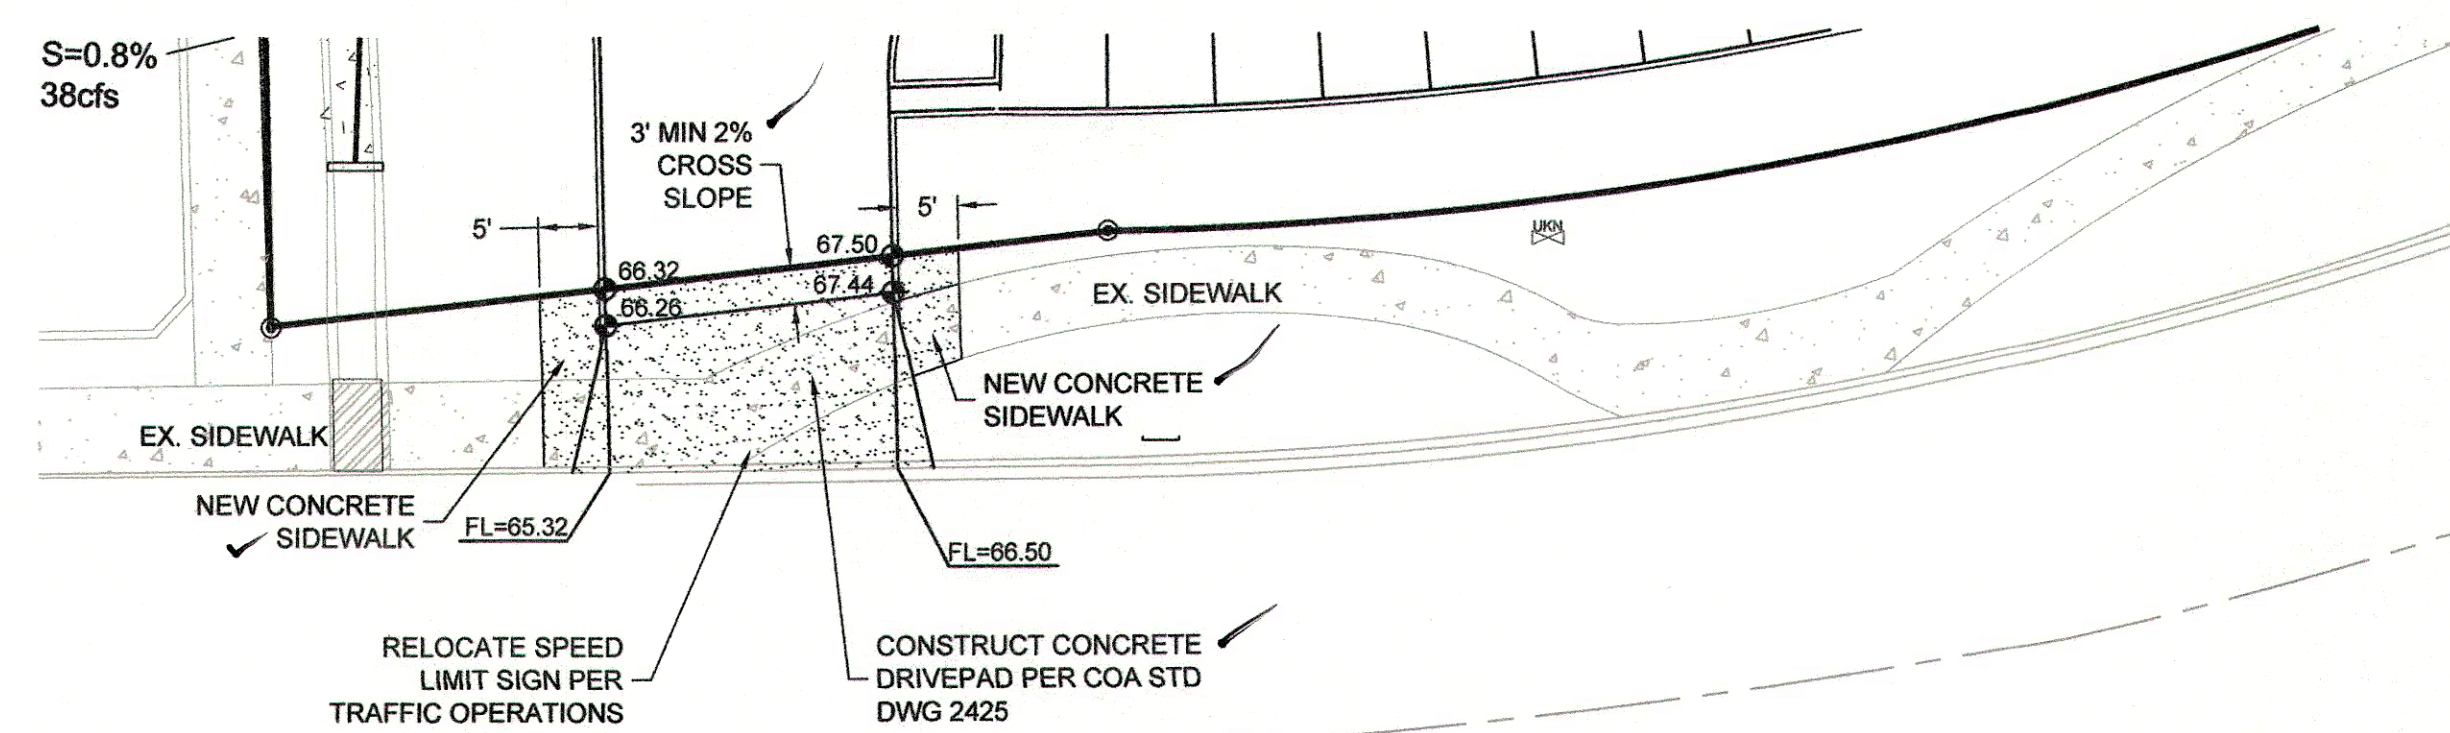 S=0.8%
38cfs
3' MIN 2%
CROSS
SLOPE
5'
5'
67.50
66.32
67.44
66.26
UKN
EX. SIDEWALK
NEW CONCRETE
SIDEWALK
EX. SIDEWALK
NEW CONCRETE
SIDEWALK
FL=65.32
FL=66.50
RELOCATE SPEED
LIMIT SIGN PER
TRAFFIC OPERATIONS
CONSTRUCT CONCRETE
DRIVEPAD PER COA STD
DWG 2425